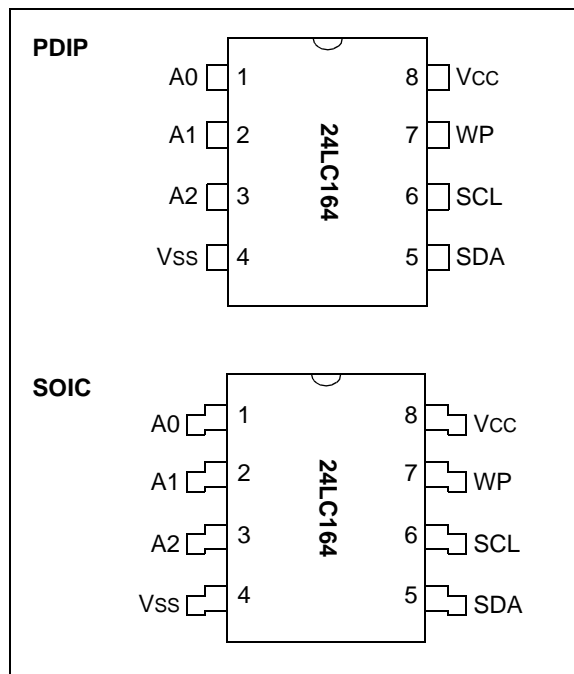 PDIP
A0 1 8 VCC
A1 2 7 WP
24LC164
A2 3 6 SCL
VSS 4 5 SDA
SOIC
A0 1 8 VCC
A1 2 7 WP
24LC164
A2 3 6 SCL
VSS 4 5 SDA